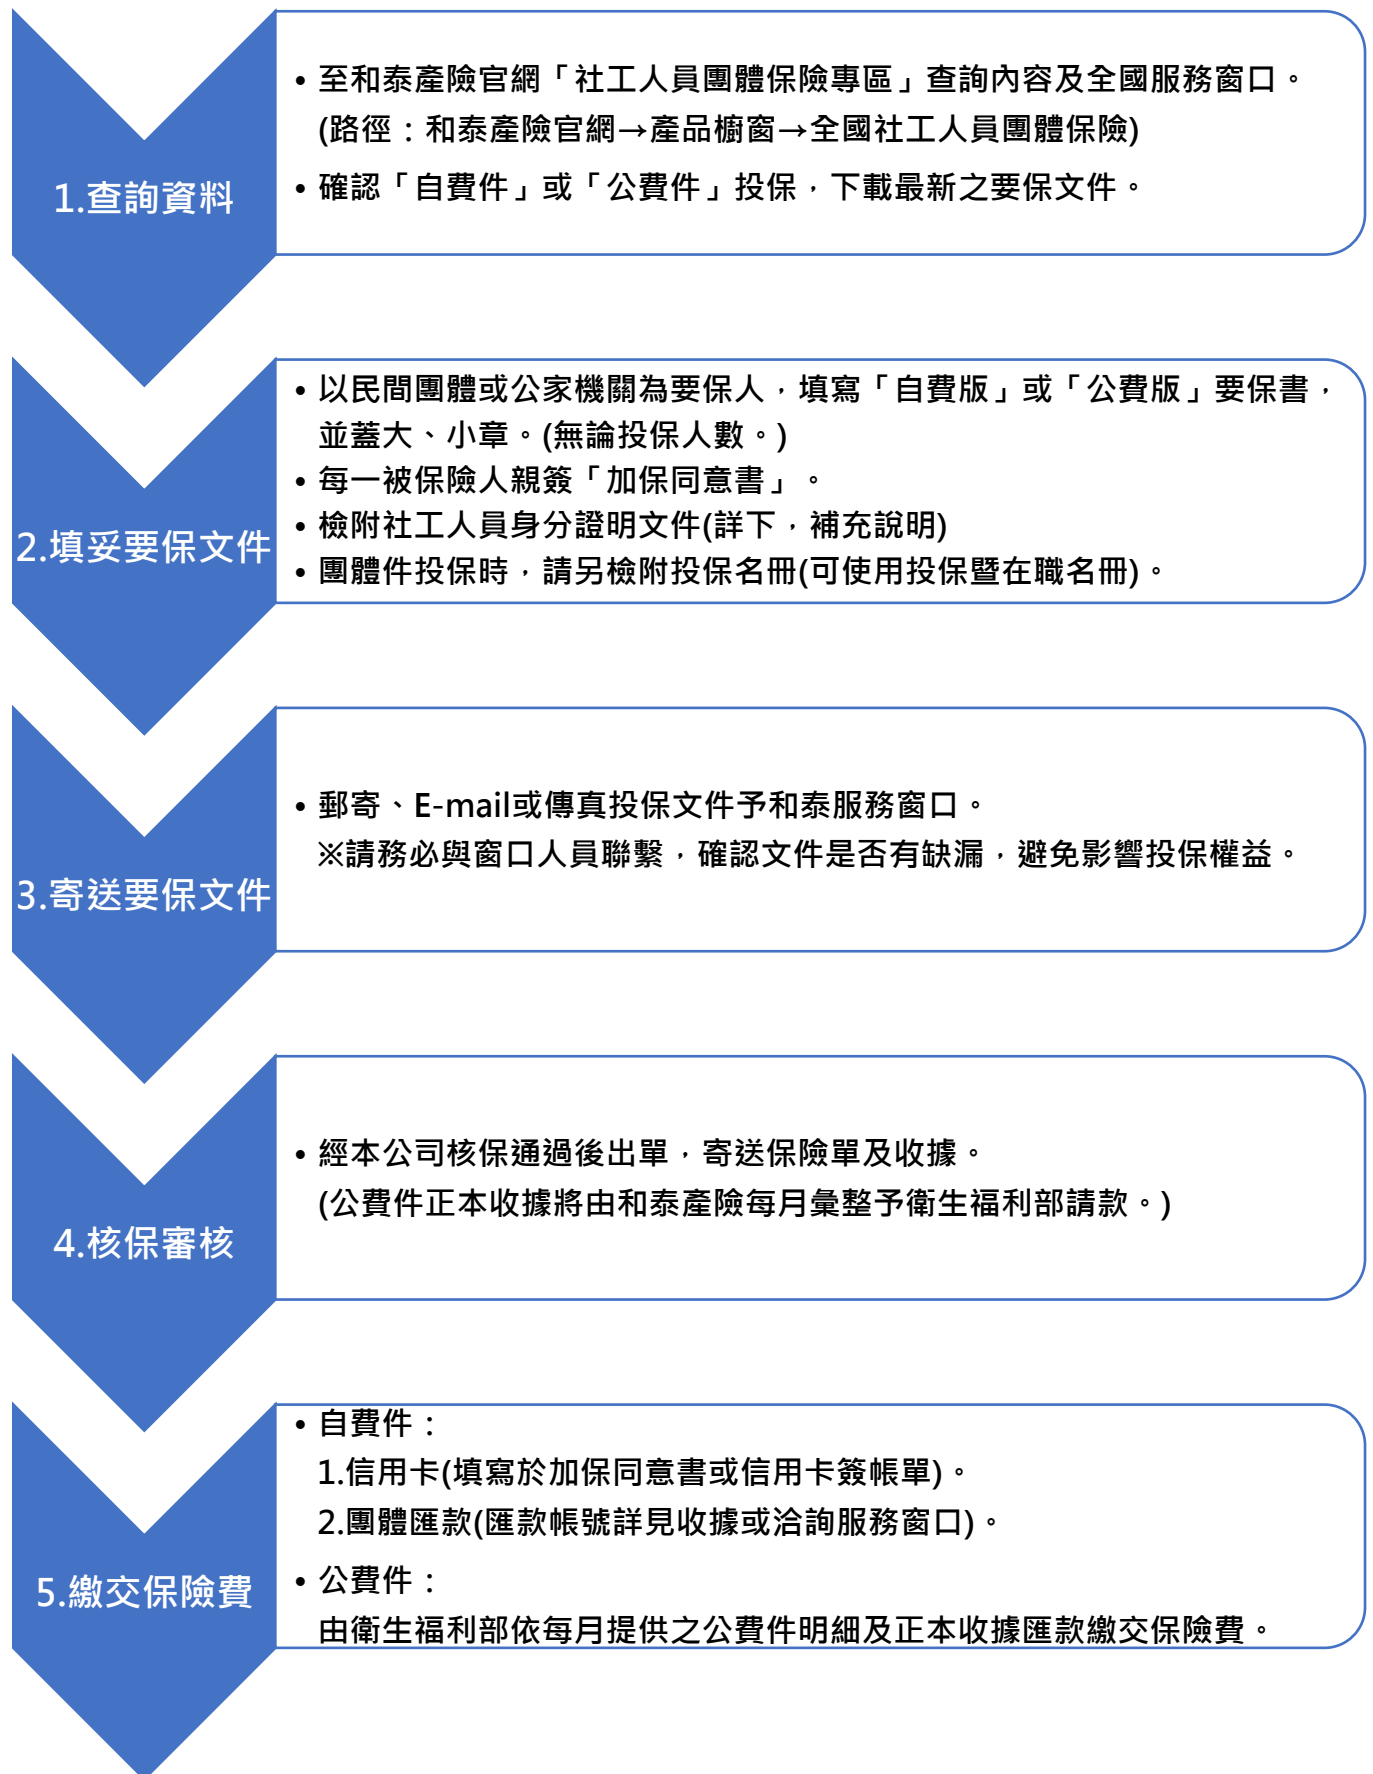 1.查詢資料
• 至和泰產險官網「社工人員團體保險專區」查詢內容及全國服務窗口。
(路徑：和泰產險官網→產品櫥窗→全國社工人員團體保險)
• 確認「自費件」或「公費件」投保，下載最新之要保文件。
2.填妥要保文件
• 以民間團體或公家機關為要保人，填寫「自費版」或「公費版」要保書，
並蓋大、小章。(無論投保人數。)
• 每一被保險人親簽「加保同意書」。
• 檢附社工人員身分證明文件(詳下，補充說明)
• 團體件投保時，請另檢附投保名冊(可使用投保暨在職名冊)。
3.寄送要保文件
• 郵寄、E-mail或傳真投保文件予和泰服務窗口。
※請務必與窗口人員聯繫，確認文件是否有缺漏，避免影響投保權益。
4.核保審核
• 經本公司核保通過後出單，寄送保險單及收據。
(公費件正本收據將由和泰產險每月彙整予衛生福利部請款。)
5.繳交保險費
• 自費件：
1.信用卡(填寫於加保同意書或信用卡簽帳單)。
2.團體匯款(匯款帳號詳見收據或洽詢服務窗口)。
• 公費件：
由衛生福利部依每月提供之公費件明細及正本收據匯款繳交保險費。